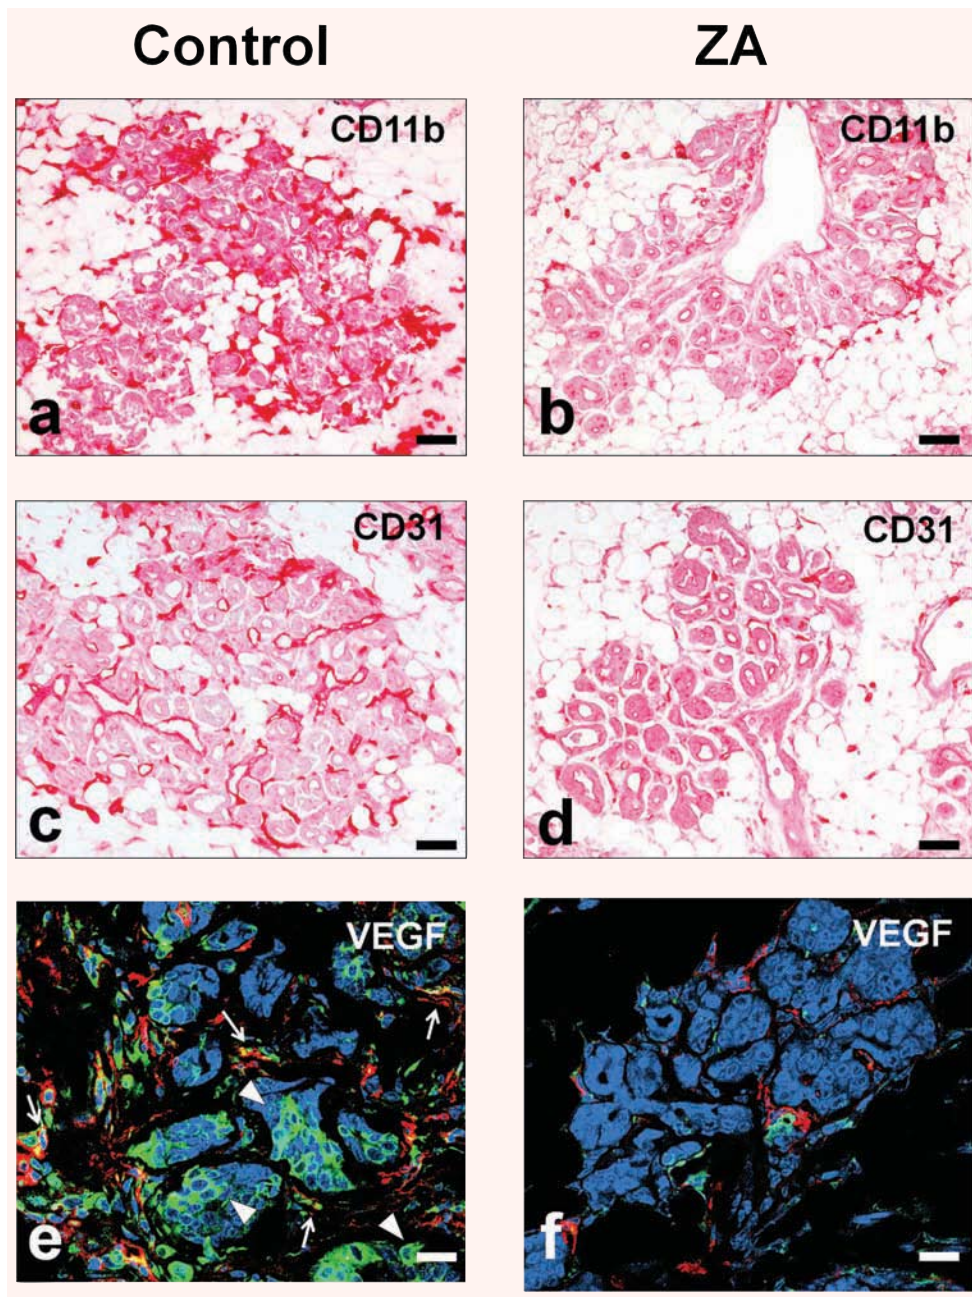 Control ZA
CD11b CD11b
a b
CD31 CD31
c d
VEGF VEGF
e f